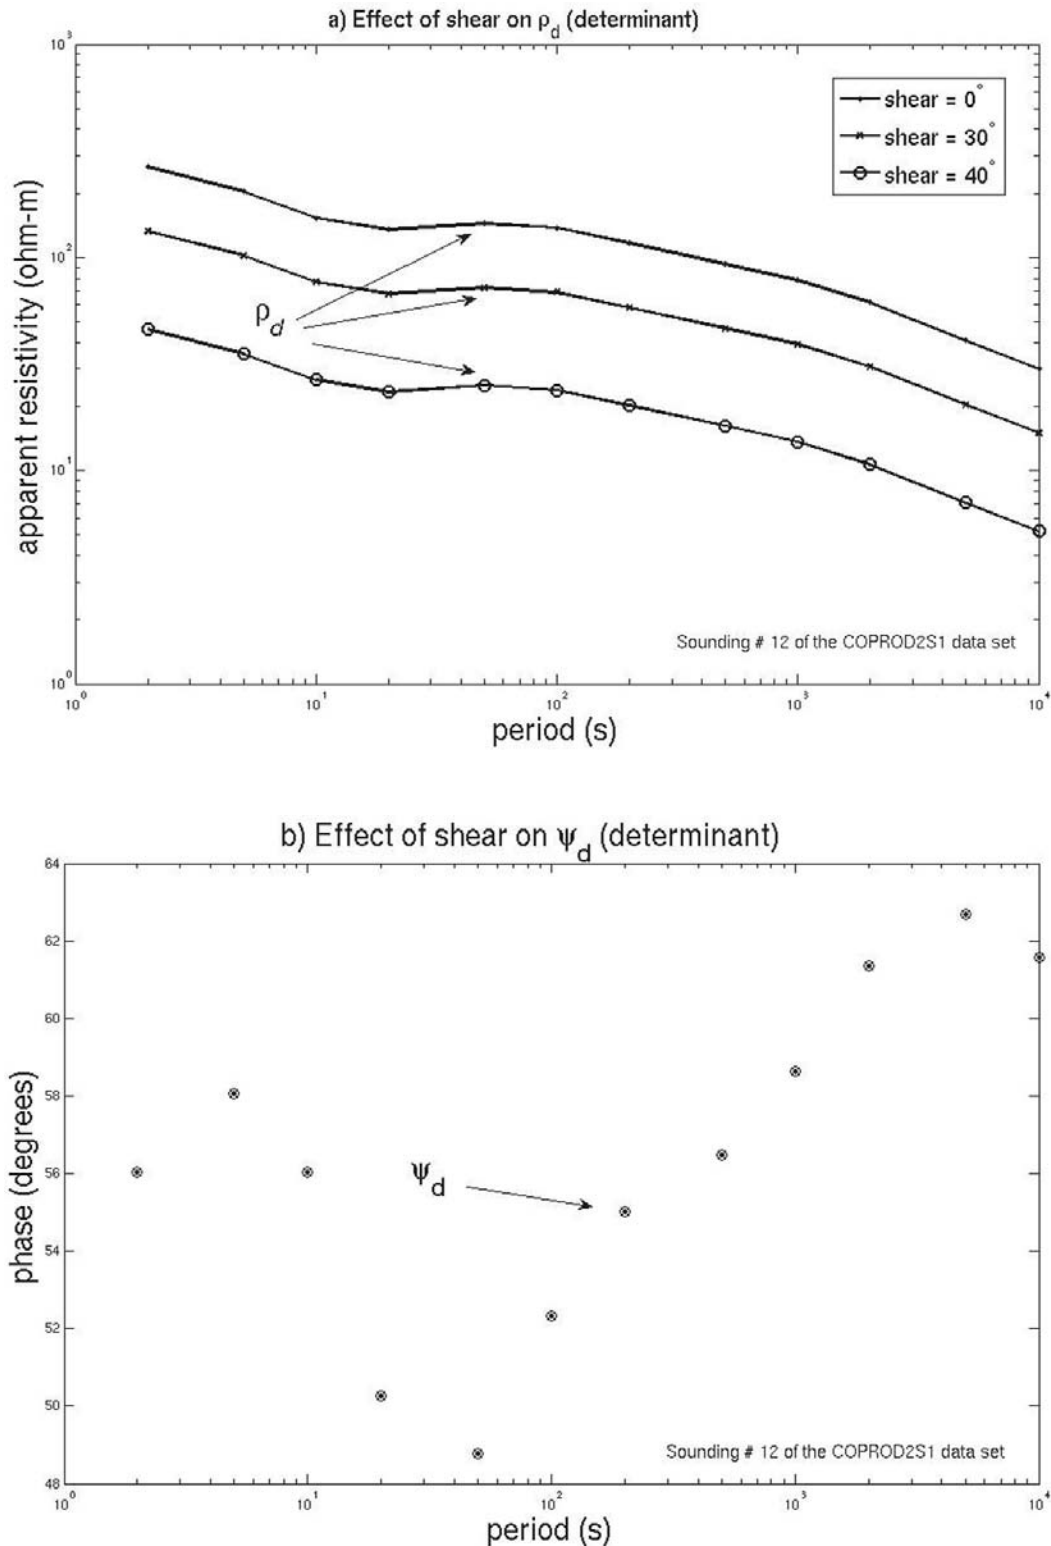 a) Effect of shear on ρd (determinant)
10³
10²
10¹
10⁰
apparent resistivity (ohm-m)
shear = 0°
shear = 30°
shear = 40°
ρd
Sounding # 12 of the COPROD2S1 data set
10⁰ 10¹ 10² 10³ 10⁴
period (s)
b) Effect of shear on ψd (determinant)
64
62
60
58
56
54
52
50
48
phase (degrees)
ψd
Sounding # 12 of the COPROD2S1 data set
10⁰ 10¹ 10² 10³ 10⁴
period (s)